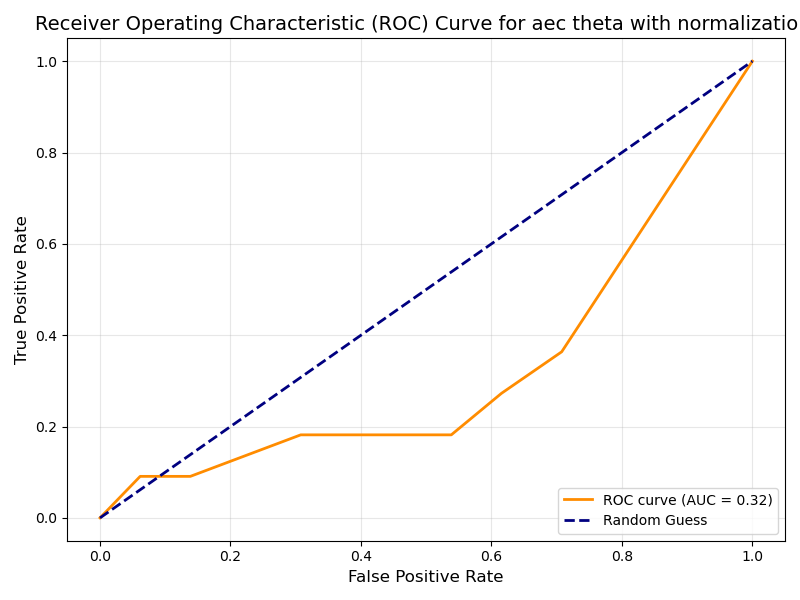 Receiver Operating Characteristic (ROC) Curve for aec theta with normalizatio
1.0
0.8
0.6
0.4
0.2
0.0
True Positive Rate
0.0 0.2 0.4 0.6 0.8 1.0
False Positive Rate
ROC curve (AUC = 0.32)
Random Guess